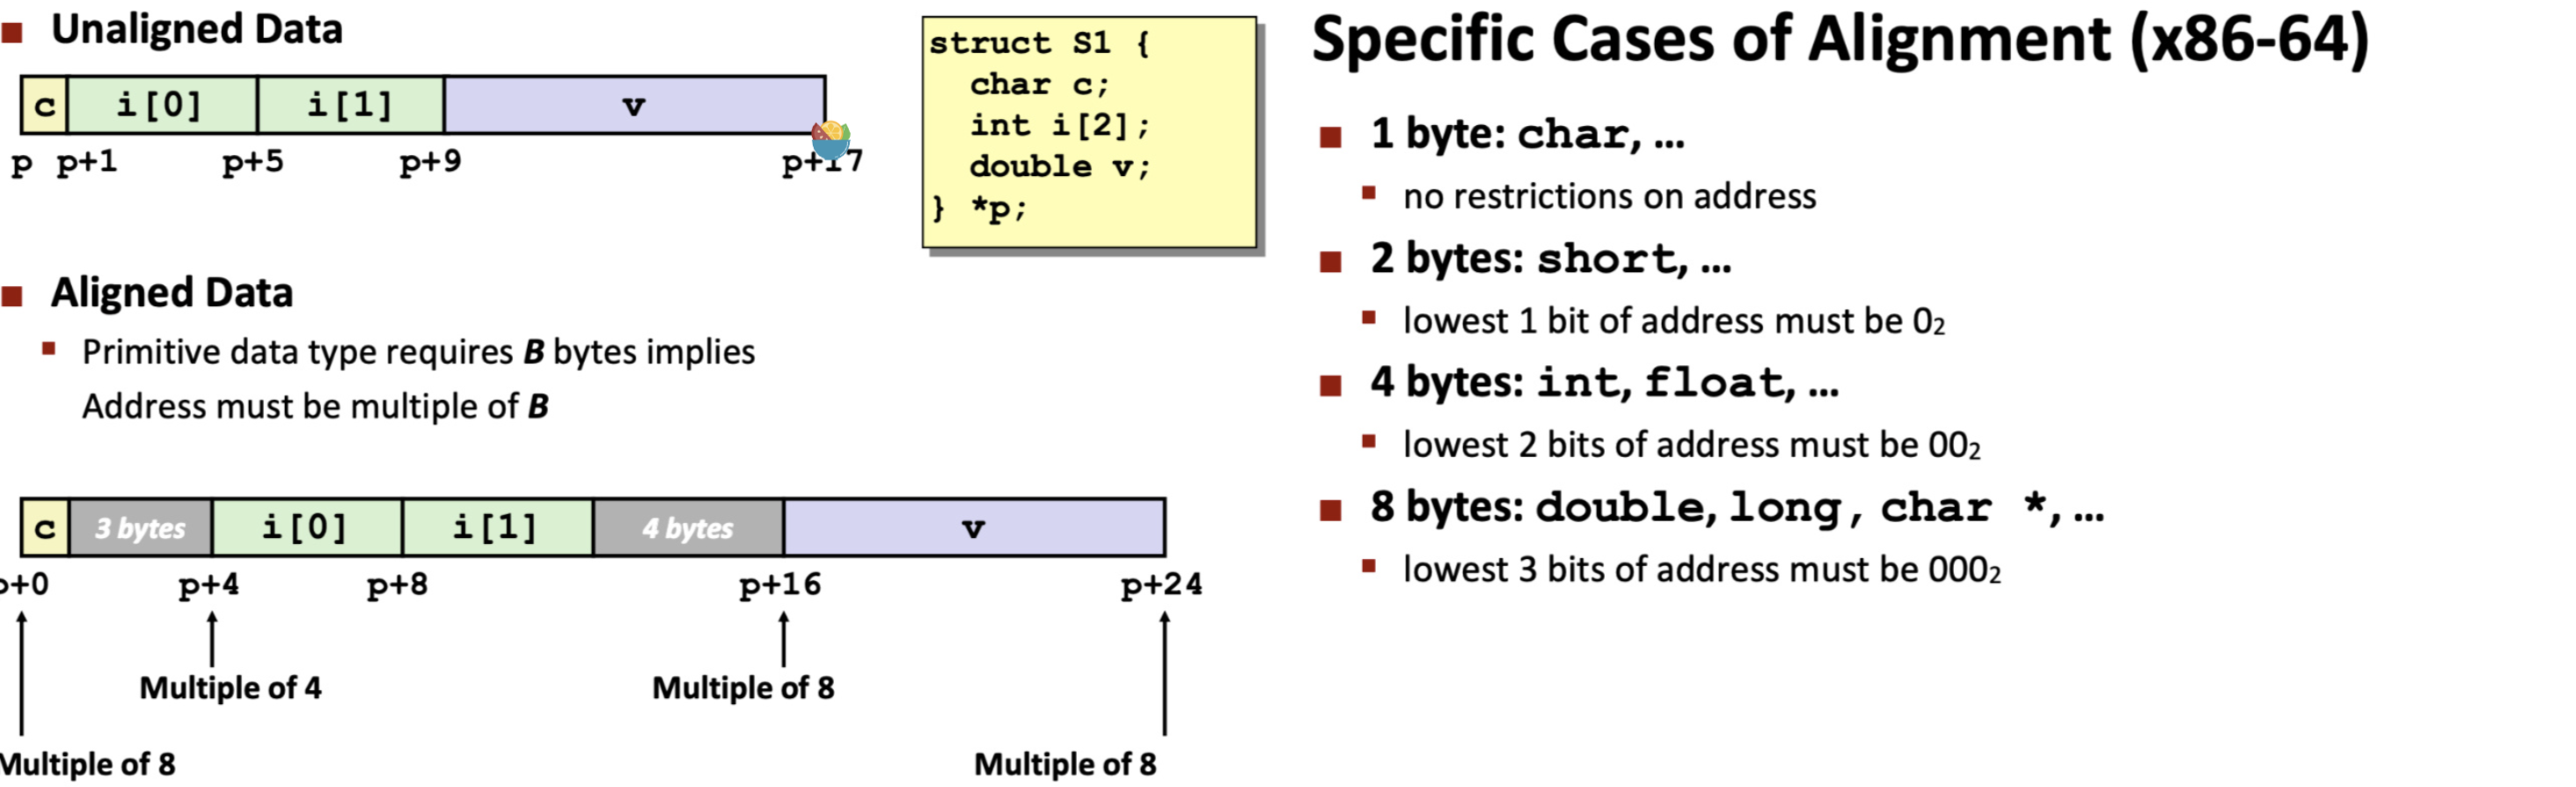 Unaligned Data
c i[0] i[1] v
p p+1 p+5 p+9 p+17
struct S1 {
char c;
int i[2];
double v;
} *p;
Aligned Data
Primitive data type requires B bytes implies
Address must be multiple of B
c 3 bytes i[0] i[1] 4 bytes v
p+0 p+4 p+8 p+16 p+24
Multiple of 4 Multiple of 8
Multiple of 8 Multiple of 8
Specific Cases of Alignment (x86-64)
1 byte: char, …
no restrictions on address
2 bytes: short, …
lowest 1 bit of address must be 0₂
4 bytes: int, float, …
lowest 2 bits of address must be 00₂
8 bytes: double, long, char *, …
lowest 3 bits of address must be 000₂